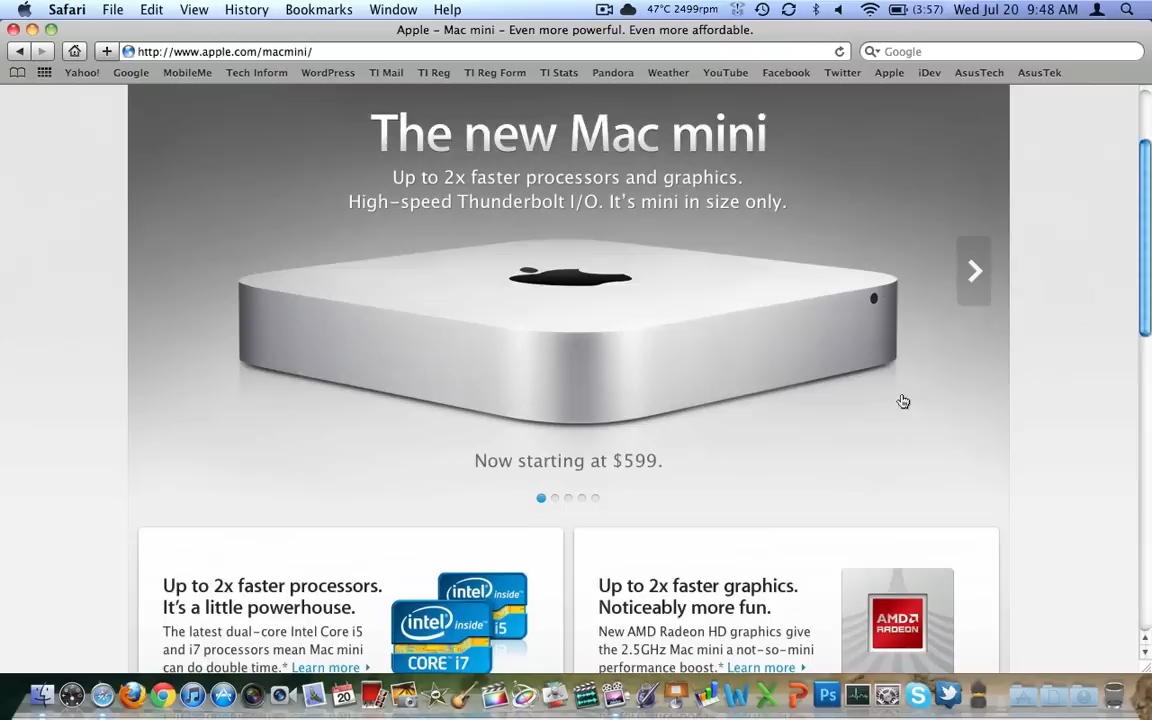 Safari File Edit View History Bookmarks Window Help 47°C 2499rpm (3:57) Wed Jul 20 9:48 AM
Apple - Mac mini - Even more powerful. Even more affordable.
http://www.apple.com/macmini/ Google
Yahoo! Google MobileMe Tech Inform WordPress TI Mail TI Reg TI Reg Form TI Stats Pandora Weather YouTube Facebook Twitter Apple iDev AsusTech AsusTek
The new Mac mini
Up to 2x faster processors and graphics.
High-speed Thunderbolt I/O. It's mini in size only.
Now starting at $599.
Up to 2x faster processors.
It's a little powerhouse.
The latest dual-core Intel Core i5
and i7 processors mean Mac mini
can do double time.* Learn more
intel inside
i5
intel inside
CORE i7
Up to 2x faster graphics.
Noticeably more fun.
New AMD Radeon HD graphics give
the 2.5GHz Mac mini a not-so-mini
performance boost.* Learn more
AMD
RADEON
20
W X P Ps S